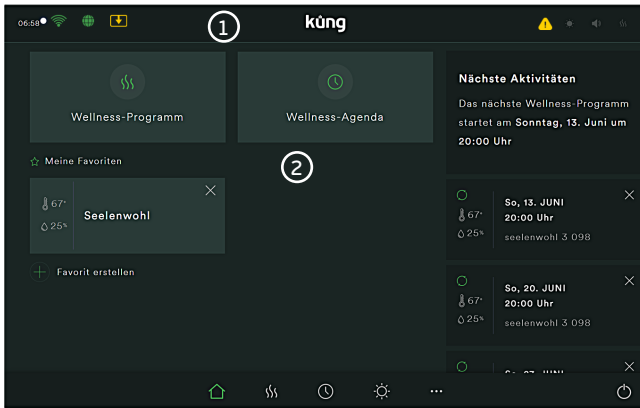 06:58
1
küng
Wellness-Programm
Wellness-Agenda
Nächste Aktivitäten
Das nächste Wellness-Programm
startet am Sonntag, 13. Juni um
20:00 Uhr
Meine Favoriten
2
67°
25%
Seelenwohl
Favorit erstellen
So, 13. JUNI
67°
20:00 Uhr
25%
seelenwohl 3 098
So, 20. JUNI
67°
20:00 Uhr
25%
seelenwohl 3 098